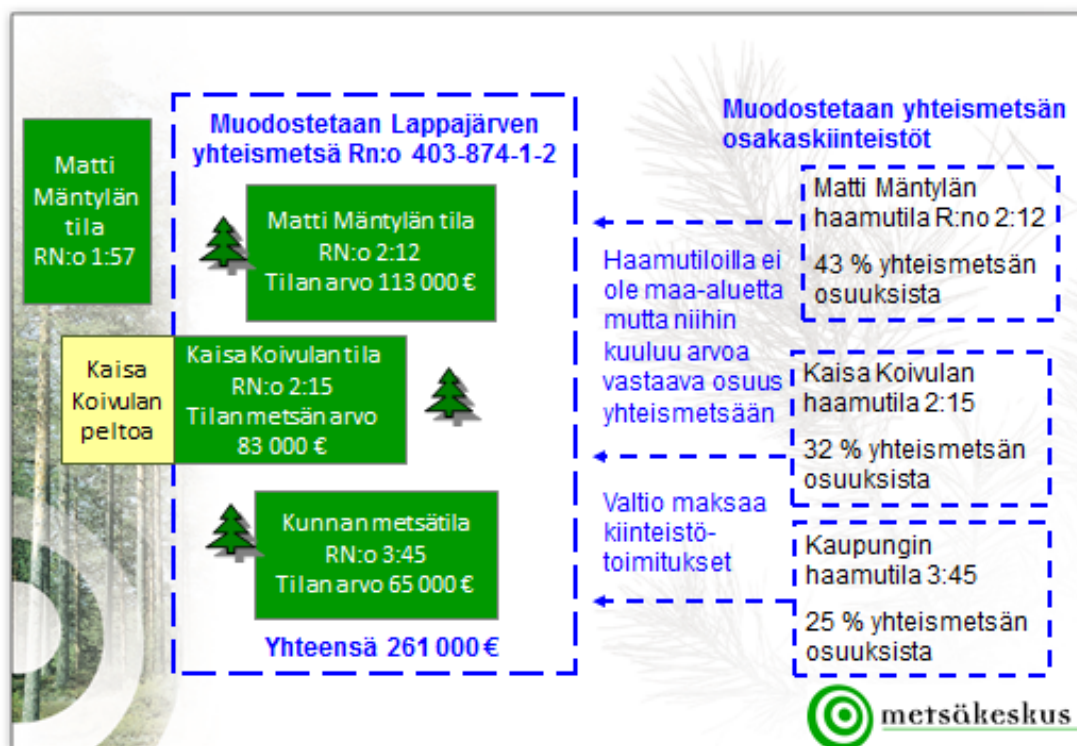 Matti
Mäntylän
tila
RN:o 1:57
Muodostetaan Lappajärven
yhteismetsä Rn:o 403-874-1-2
Matti Mäntylän tila
RN:o 2:12
Tilan arvo 113 000 €
Kaisa
Koivulan
peltoa
Kaisa Koivulan tila
RN:o 2:15
Tilan metsän arvo
83 000 €
Kunnan metsätila
RN:o 3:45
Tilan arvo 65 000 €
Yhteensä 261 000 €
Haamutiloilla ei
ole maa-aluetta
mutta niihin
kuuluu arvoa
vastaava osuus
yhteismetsään
Valtio maksaa
kiinteistö-
toimitukset
Muodostetaan yhteismetsän
osakaskiinteistöt
Matti Mäntylän
haamutila R:no 2:12
43 % yhteismetsän
osuuksista
Kaisa Koivulan
haamutila 2:15
32 % yhteismetsän
osuuksista
Kaupungin
haamutila 3:45
25 % yhteismetsän
osuuksista
metsäkeskus